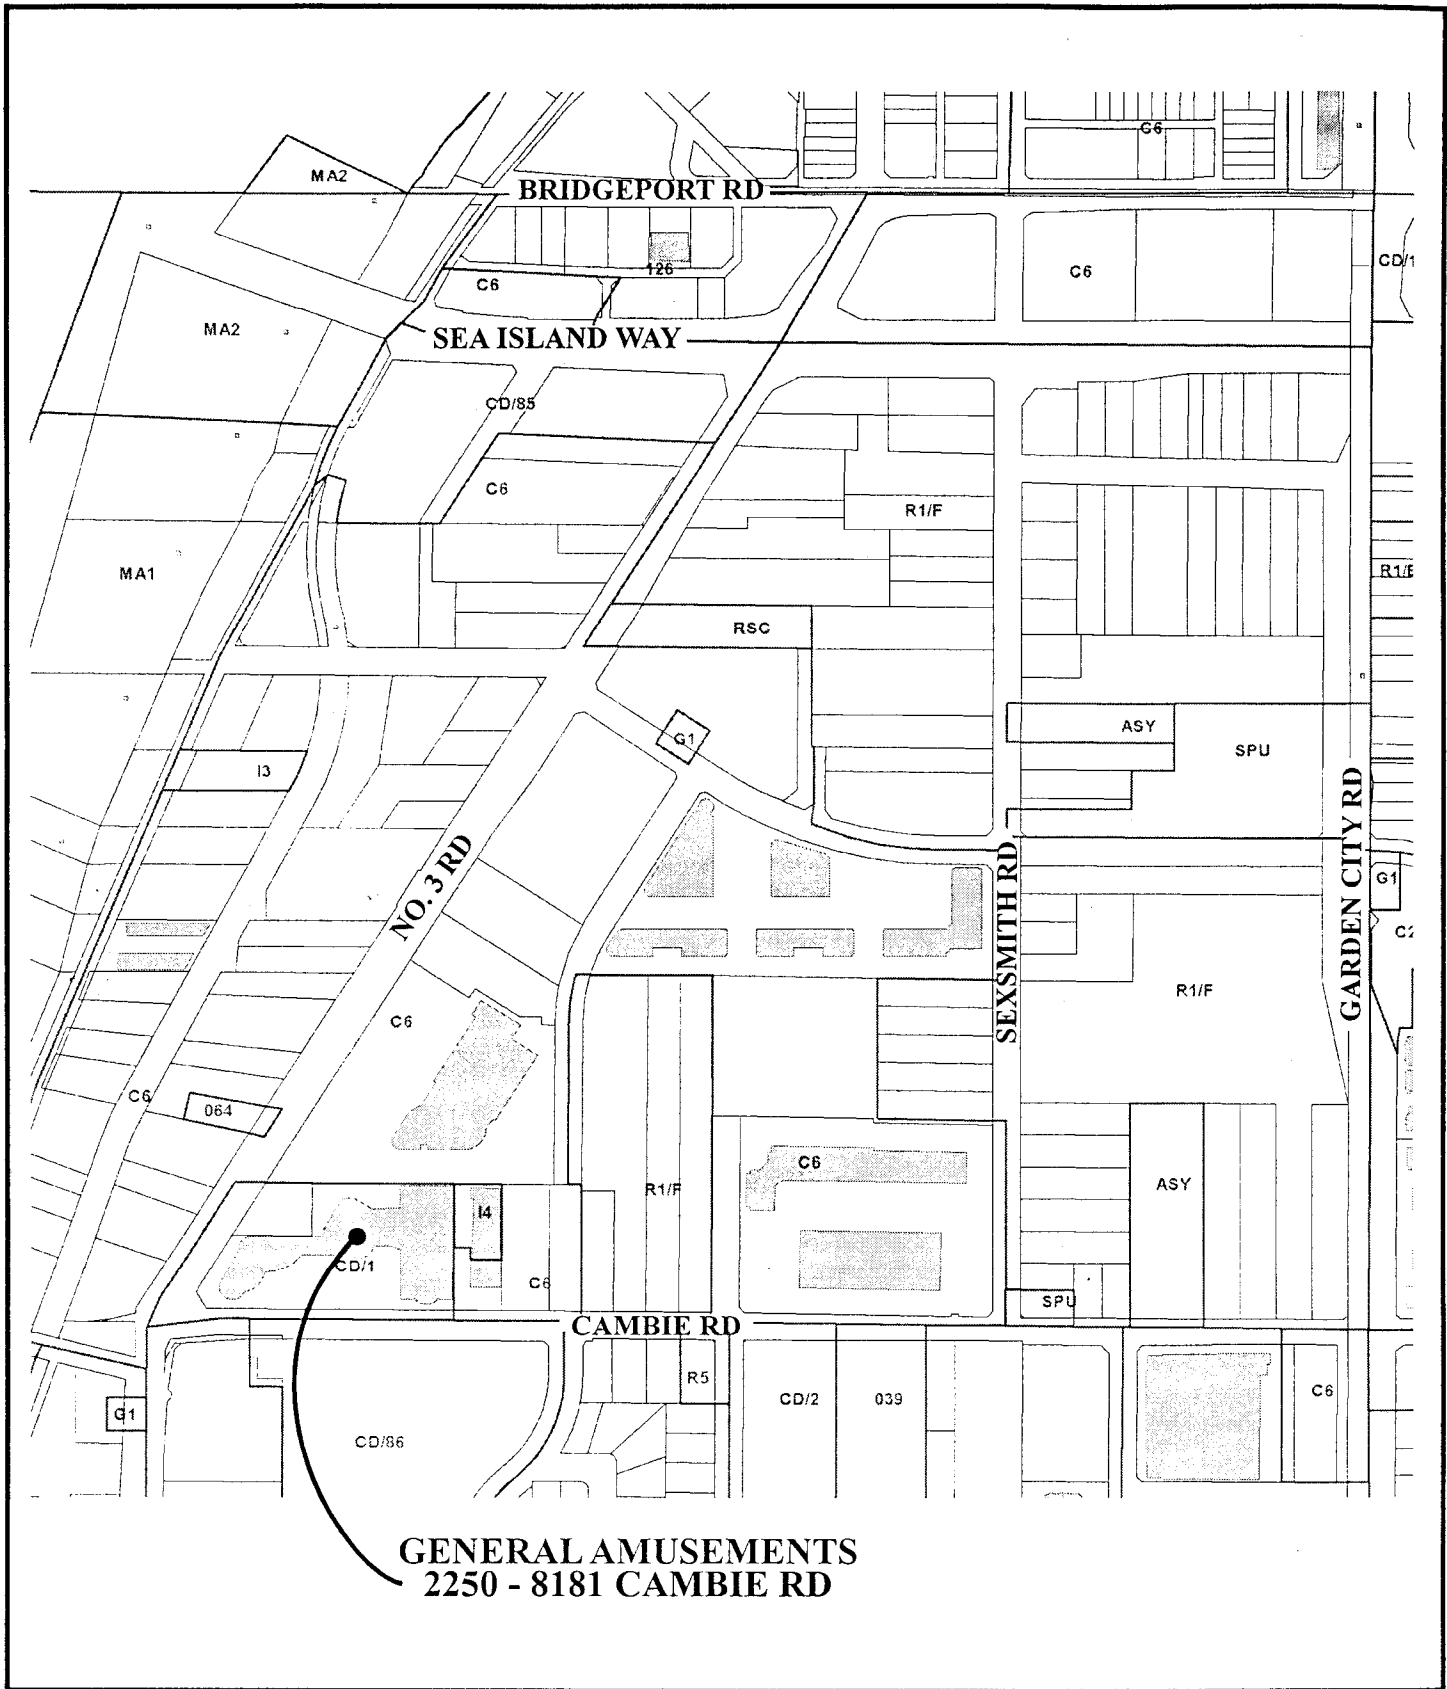 C6
MA2
BRIDGEPORT RD
CD/1
126
C6
C6
MA2
SEA ISLAND WAY
CD/85
C6
R1/F
MA1
RSC
G1
ASY
SPU
I3
NO. 3 RD
SEXSMITH RD
GARDEN CITY RD
G1
R1/F
C6
C6
064
C6
R1/F
ASY
I4
CD/1
C6
SPU
CAMBIE RD
R5
CD/2
039
C6
G1
CD/86
GENERAL AMUSEMENTS
2250 - 8181 CAMBIE RD